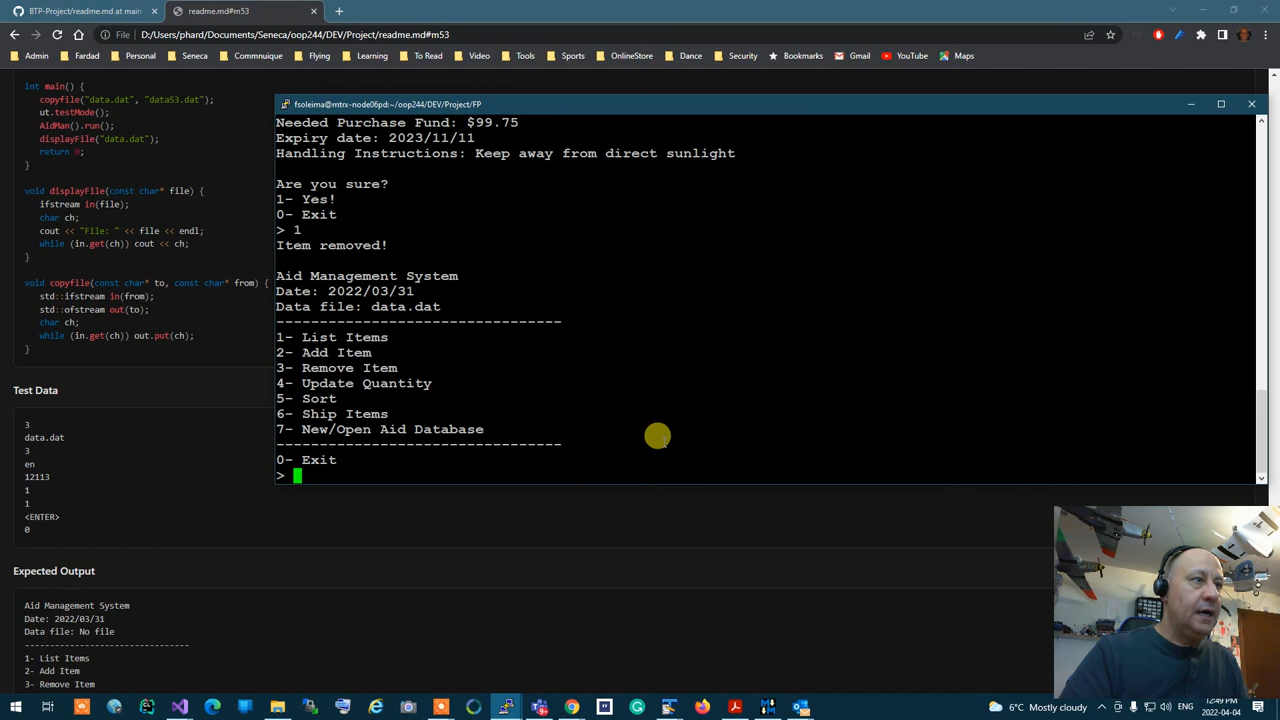 BTP-Project/readme.md at main
readme.md#m53
File
D:/Users/phard/Documents/Seneca/oop244/DEV/Project/readme.md#m53
Admin
Fardad
Personal
Communique
Flying
Learning
To Read
Video
Tools
Sports
OnlineStore
Dance
Security
Bookmarks
Gmail
YouTube
Maps
int main() {
copyfile("data.dat", "data53.dat");
ut.testMode();
AidMan().run();
displayFile("data.dat");
return 0;
}
void displayFile(const char* file) {
ifstream in(file);
char ch;
cout << "File: " << file << endl;
while (in.get(ch)) cout << ch;
}
void copyfile(const char* to, const char* from) {
std::ifstream in(from);
std::ofstream out(to);
char ch;
while (in.get(ch)) out.put(ch);
}
Test Data
3
data.dat
3
en
12113
1
1
<ENTER>
0
Expected Output
Aid Management System
Date: 2022/03/31
Data file: No file
---------------------------------
1- List Items
2- Add Item
3- Remove Item
fsoleima@mtrx-node06pd:~/oop244/DEV/Project/FP
Needed Purchase Fund: $99.75
Expiry date: 2023/11/11
Handling Instructions: Keep away from direct sunlight
Are you sure?
1- Yes!
0- Exit
> 1
Item removed!
Aid Management System
Date: 2022/03/31
Data file: data.dat
---------------------------------
1- List Items
2- Add Item
3- Remove Item
4- Update Quantity
5- Sort
6- Ship Items
7- New/Open Aid Database
---------------------------------
0- Exit
>
6°C Mostly cloudy
12:49 PM
2022-04-04